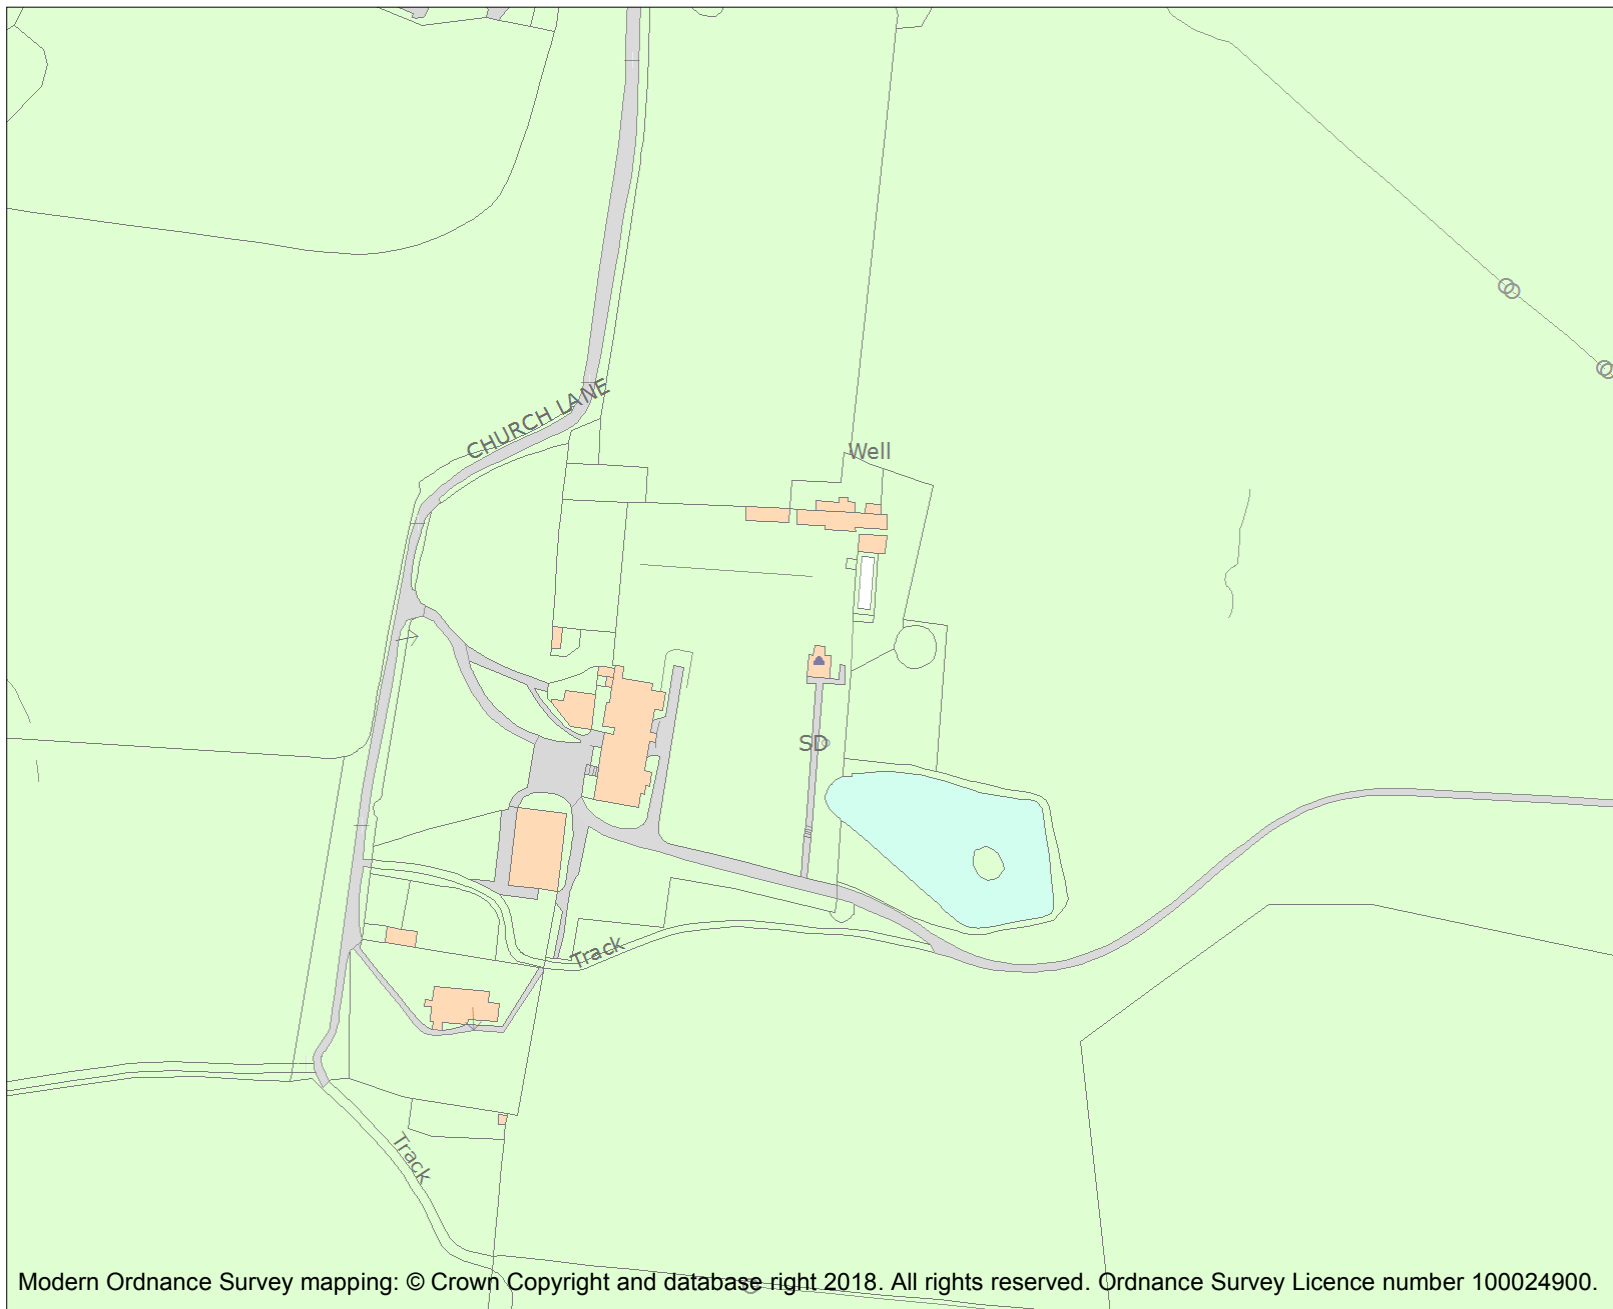 CHURCH LANE
Well
SD
Track
Track
Modern Ordnance Survey mapping: © Crown Copyright and database right 2018. All rights reserved. Ordnance Survey Licence number 100024900.